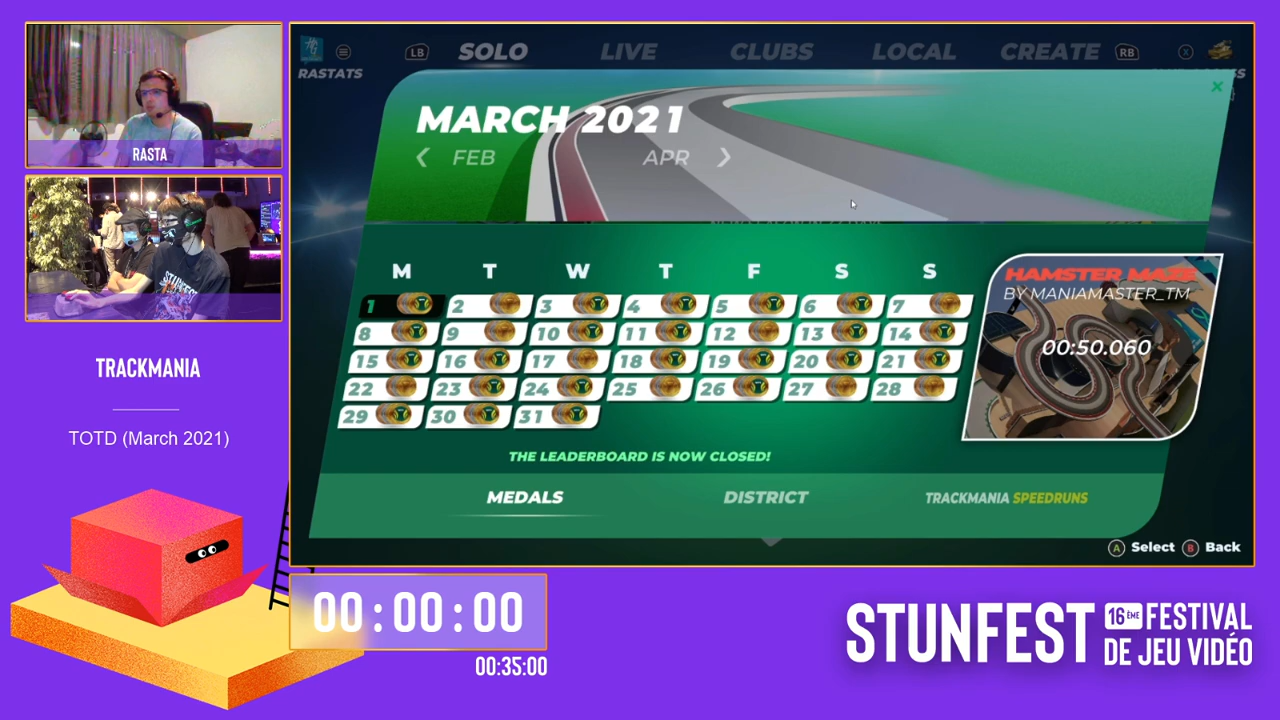 RASTA
STUNFEST
TRACKMANIA
TOTD (March 2021)
RASTATS
LB SOLO LIVE CLUBS LOCAL CREATE RB X
MARCH 2021
FEB APR
M T W T F S S
1 2 3 4 5 6 7
8 9 10 11 12 13 14
15 16 17 18 19 20 21
22 23 24 25 26 27 28
29 30 31
HAMSTER MAZE
BY MANIAMASTER_TM
00:50.060
THE LEADERBOARD IS NOW CLOSED!
MEDALS DISTRICT TRACKMANIA SPEEDRUNS
A Select B Back
00:00:00
00:35:00
STUNFEST 16ÈME FESTIVAL
DE JEU VIDÉO